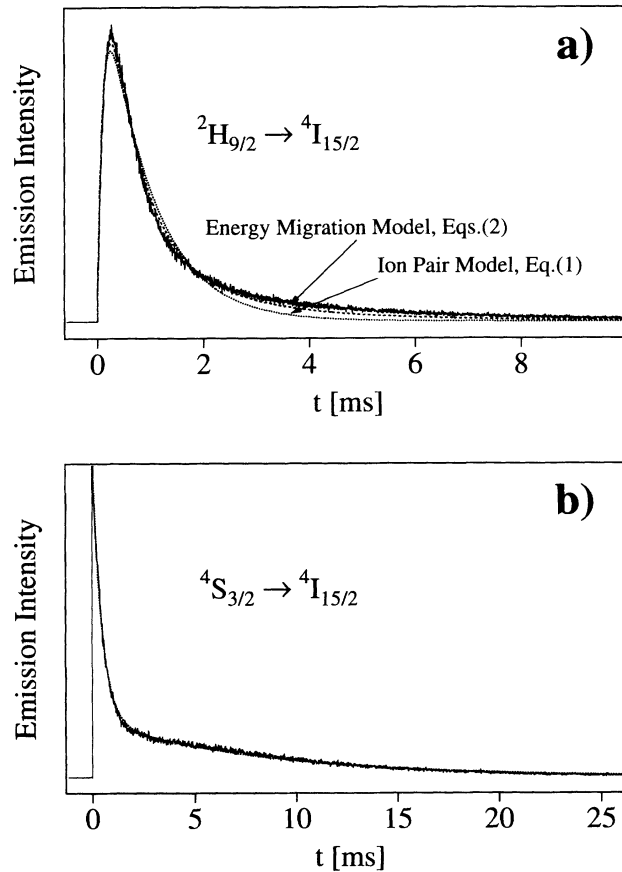 a)
Emission Intensity
²H₉/₂ → ⁴I₁₅/₂
Energy Migration Model, Eqs.(2)
Ion Pair Model, Eq.(1)
0 2 4 6 8
t [ms]
b)
Emission Intensity
⁴S₃/₂ → ⁴I₁₅/₂
0 5 10 15 20 25
t [ms]